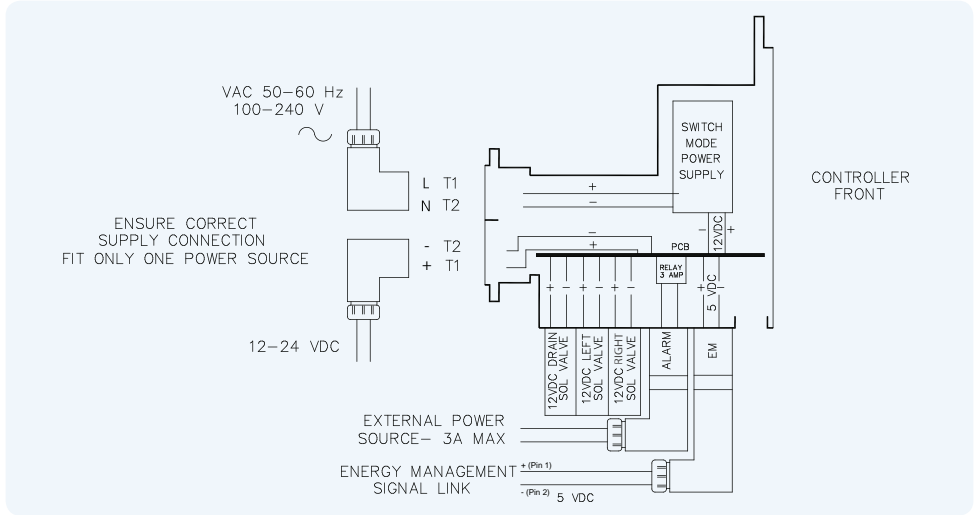 VAC 50-60 Hz
100-240 V
L T1
N T2
ENSURE CORRECT
SUPPLY CONNECTION
FIT ONLY ONE POWER SOURCE
- T2
+ T1
12-24 VDC
SWITCH
MODE
POWER
SUPPLY
CONTROLLER
FRONT
+
-
- 12VDC +
-
+
PCB
RELAY
3 AMP
+ - + - + -
+ 5 VDC -
12VDC DRAIN
SOL VALVE
12VDC LEFT
SOL VALVE
12VDC RIGHT
SOL VALVE
ALARM
EM
EXTERNAL POWER
SOURCE- 3A MAX
ENERGY MANAGEMENT
SIGNAL LINK
+ (Pin 1)
- (Pin 2) 5 VDC